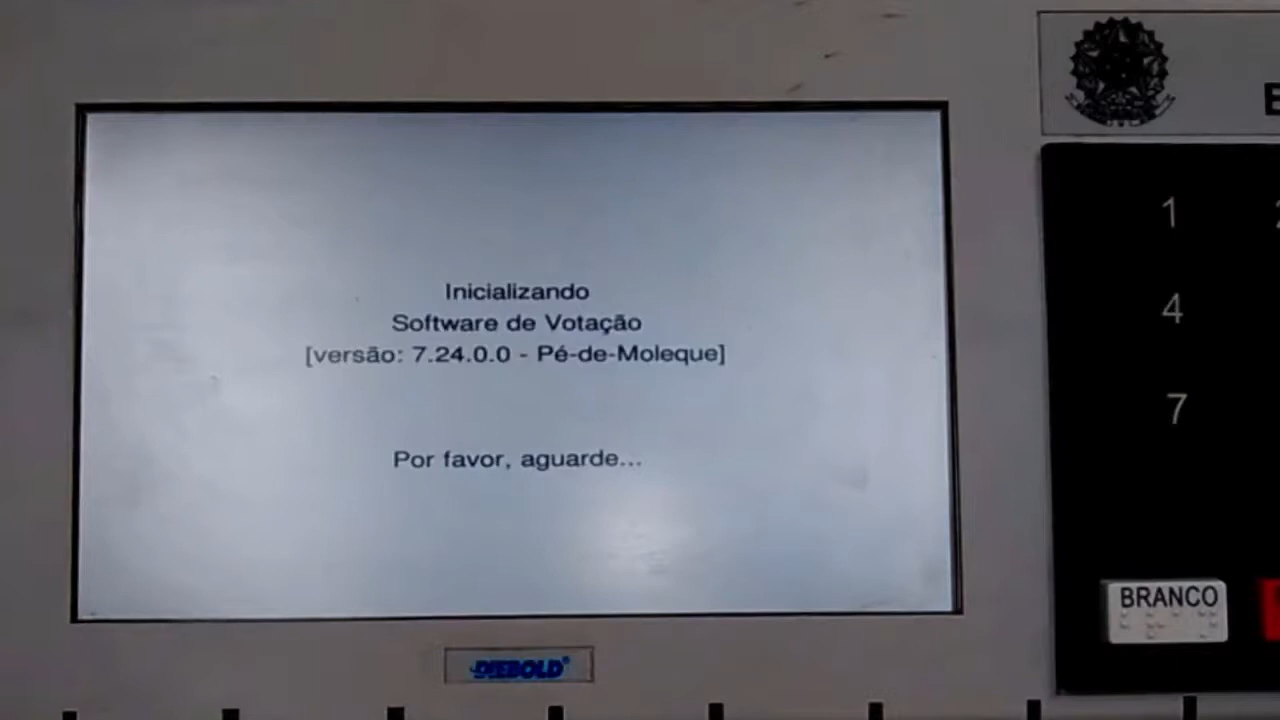 Inicializando
Software de Votação
[versão: 7.24.0.0 - Pé-de-Moleque]
Por favor, aguarde...
DIEBOLD
1
4
7
BRANCO